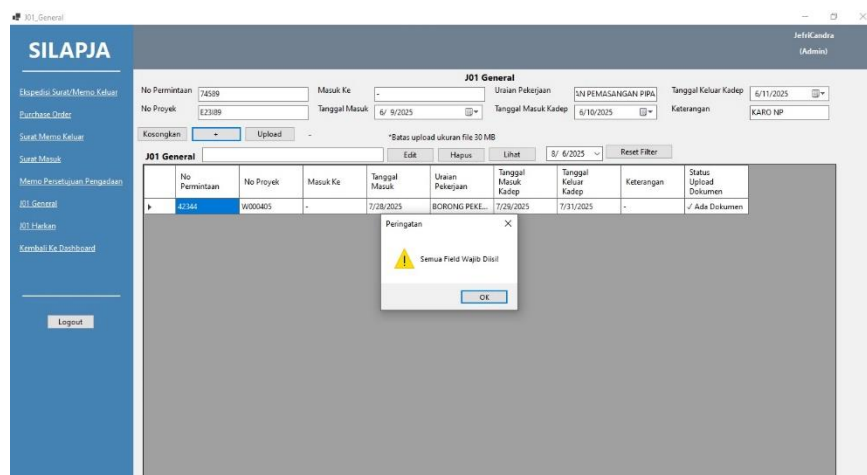 J01_General
SILAPJA
JefriCandra
(Admin)
Ekspedisi Surat/Memo Keluar
Purchase Order
Surat Memo Keluar
Surat Masuk
Memo Persetujuan Pengadaan
J01 General
J01 Harkan
Kembali Ke Dashboard
Logout
J01 General
No Permintaan 74589 Masuk Ke - Uraian Pekerjaan AN PEMASANGAN PIPA Tanggal Keluar Kadep 6/11/2025
No Proyek E23I89 Tanggal Masuk 6/ 9/2025 Tanggal Masuk Kadep 6/10/2025 Keterangan KARO NP
Kosongkan + Upload - *Batas upload ukuran file 30 MB
J01 General Edit Hapus Lihat 8/ 6/2025 Reset Filter
No Permintaan No Proyek Masuk Ke Tanggal Masuk Uraian Pekerjaan Tanggal Masuk Kadep Tanggal Keluar Kadep Keterangan Status Upload Dokumen
42344 W000405 - 7/28/2025 BORONG PEKE... 7/29/2025 7/31/2025 - √ Ada Dokumen
Peringatan
Semua Field Wajib Diisi!
OK